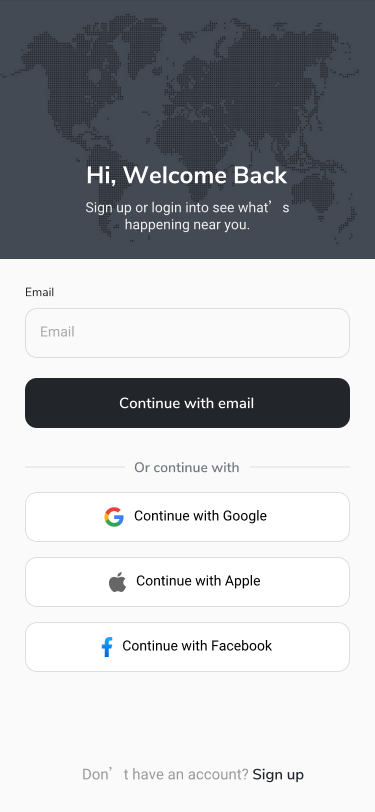 Hi, Welcome Back
Sign up or login into see what’s
happening near you.
Email
Email
Continue with email
Or continue with
Continue with Google
Continue with Apple
Continue with Facebook
Don’t have an account? Sign up